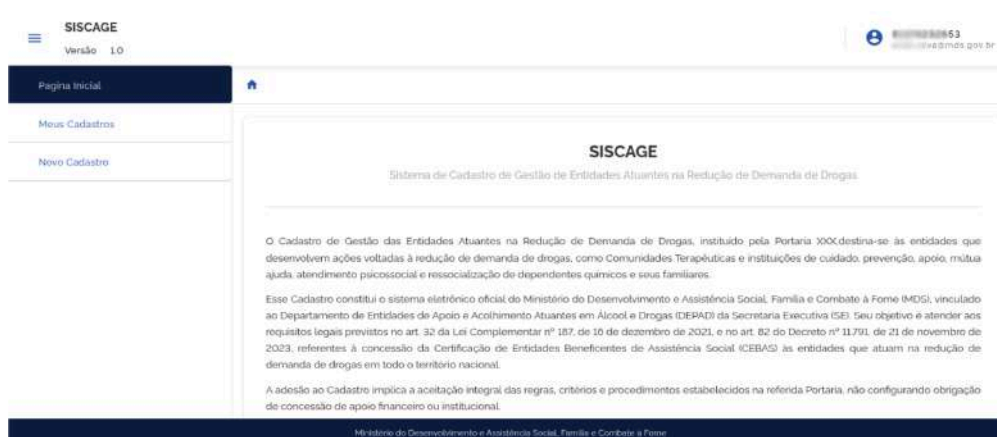 SISCAGE
Versão 1.0
53
@mds.gov.br
Pagina Inicial
Meus Cadastros
Novo Cadastro
SISCAGE
Sistema de Cadastro de Gestão de Entidades Atuantes na Redução de Demanda de Drogas
O Cadastro de Gestão das Entidades Atuantes na Redução de Demanda de Drogas, instituído pela Portaria XXX,destina-se às entidades que
desenvolvem ações voltadas à redução de demanda de drogas, como Comunidades Terapêuticas e instituições de cuidado, prevenção, apoio, mútua
ajuda, atendimento psicossocial e ressocialização de dependentes químicos e seus familiares.
Esse Cadastro constitui o sistema eletrônico oficial do Ministério do Desenvolvimento e Assistência Social, Família e Combate à Fome (MDS), vinculado
ao Departamento de Entidades de Apoio e Acolhimento Atuantes em Álcool e Drogas (DEPAD) da Secretaria Executiva (SE). Seu objetivo é atender aos
requisitos legais previstos no art. 32 da Lei Complementar nº 187, de 16 de dezembro de 2021, e no art. 82 do Decreto nº 11.791, de 21 de novembro de
2023, referentes à concessão da Certificação de Entidades Beneficentes de Assistência Social (CEBAS) às entidades que atuam na redução de
demanda de drogas em todo o território nacional.
A adesão ao Cadastro implica a aceitação integral das regras, critérios e procedimentos estabelecidos na referida Portaria, não configurando obrigação
de concessão de apoio financeiro ou institucional.
Ministério do Desenvolvimento e Assistência Social, Família e Combate à Fome